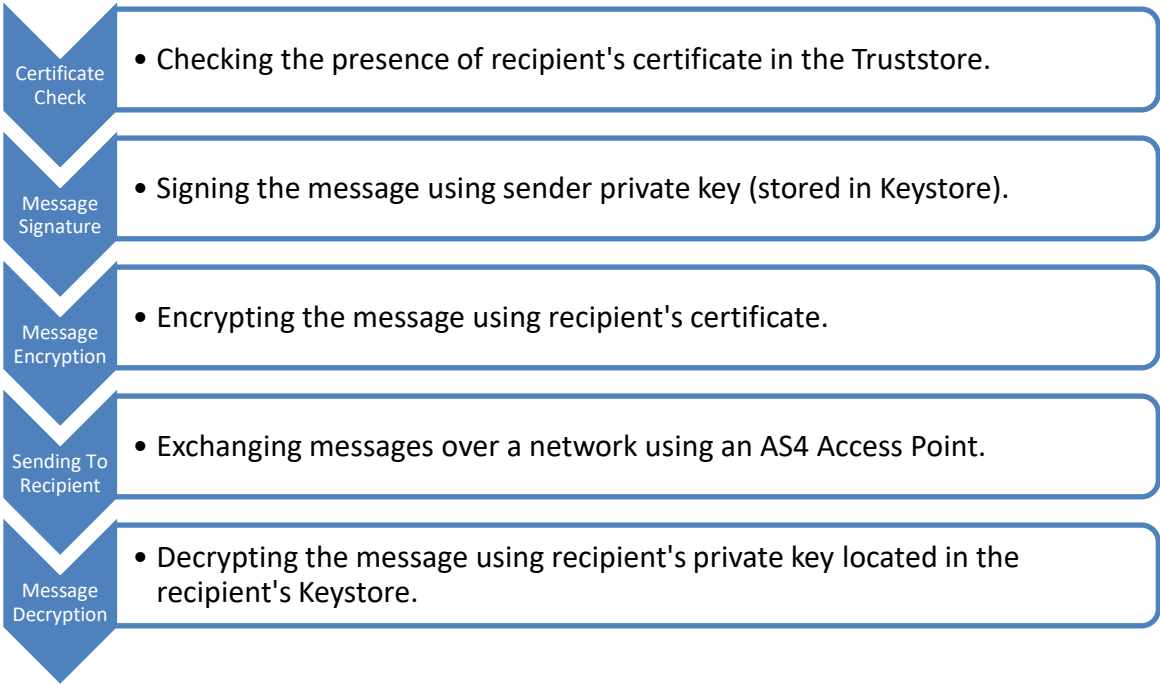 Certificate
Check
• Checking the presence of recipient's certificate in the Truststore.
Message
Signature
• Signing the message using sender private key (stored in Keystore).
Message
Encryption
• Encrypting the message using recipient's certificate.
Sending To
Recipient
• Exchanging messages over a network using an AS4 Access Point.
Message
Decryption
• Decrypting the message using recipient's private key located in the
recipient's Keystore.